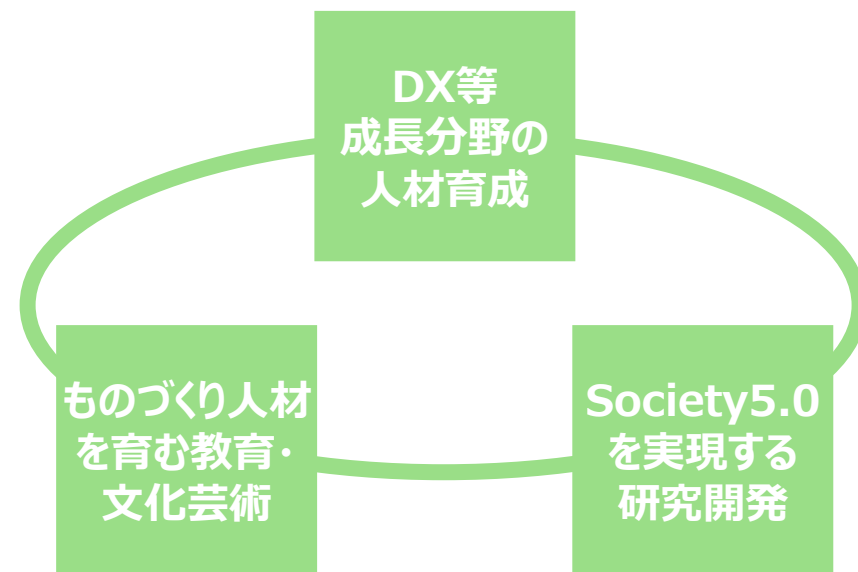 DX等
成長分野の
人材育成
ものづくり人材
を育む教育・
文化芸術
Society5.0
を実現する
研究開発